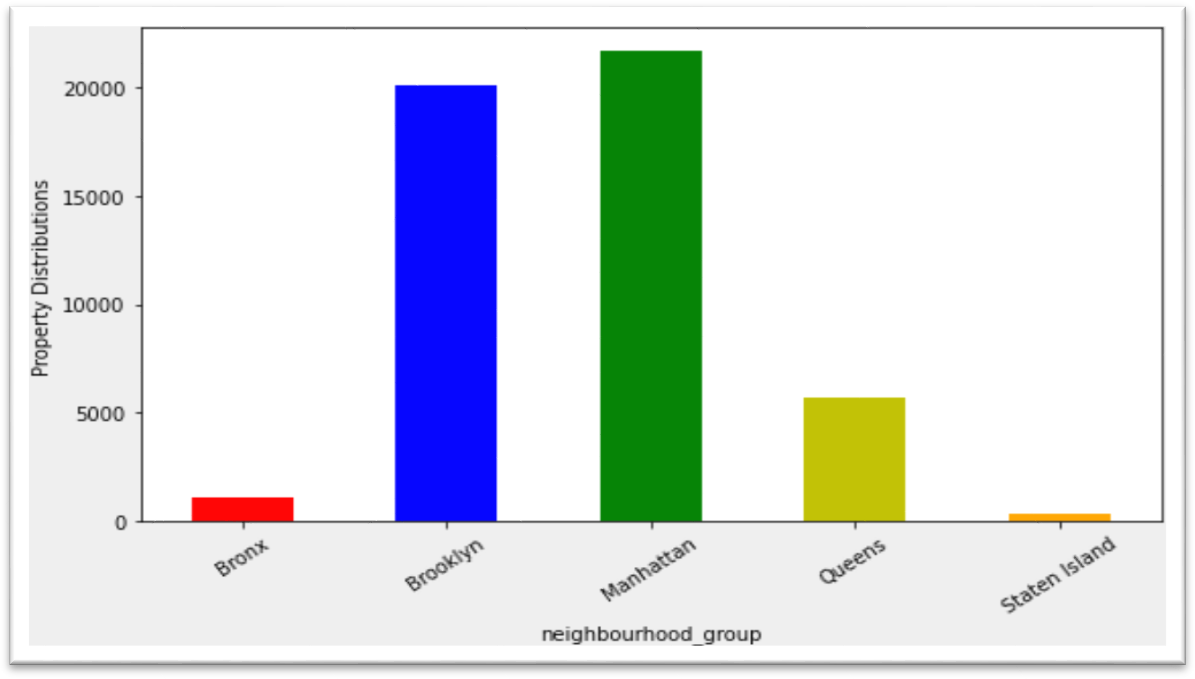 Property Distributions
20000
15000
10000
5000
0
Bronx
Brooklyn
Manhattan
Queens
Staten Island
neighbourhood_group